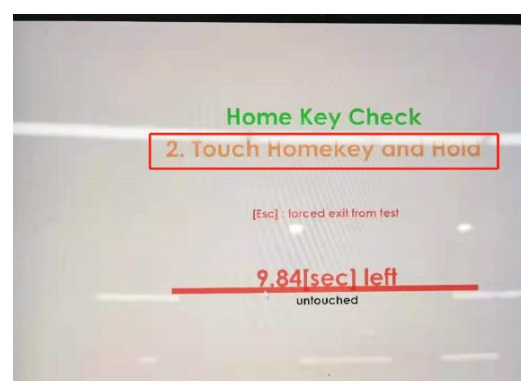 Home Key Check
2. Touch Homekey and Hold
[Esc] : forced exit from test
9.84[sec] left
untouched